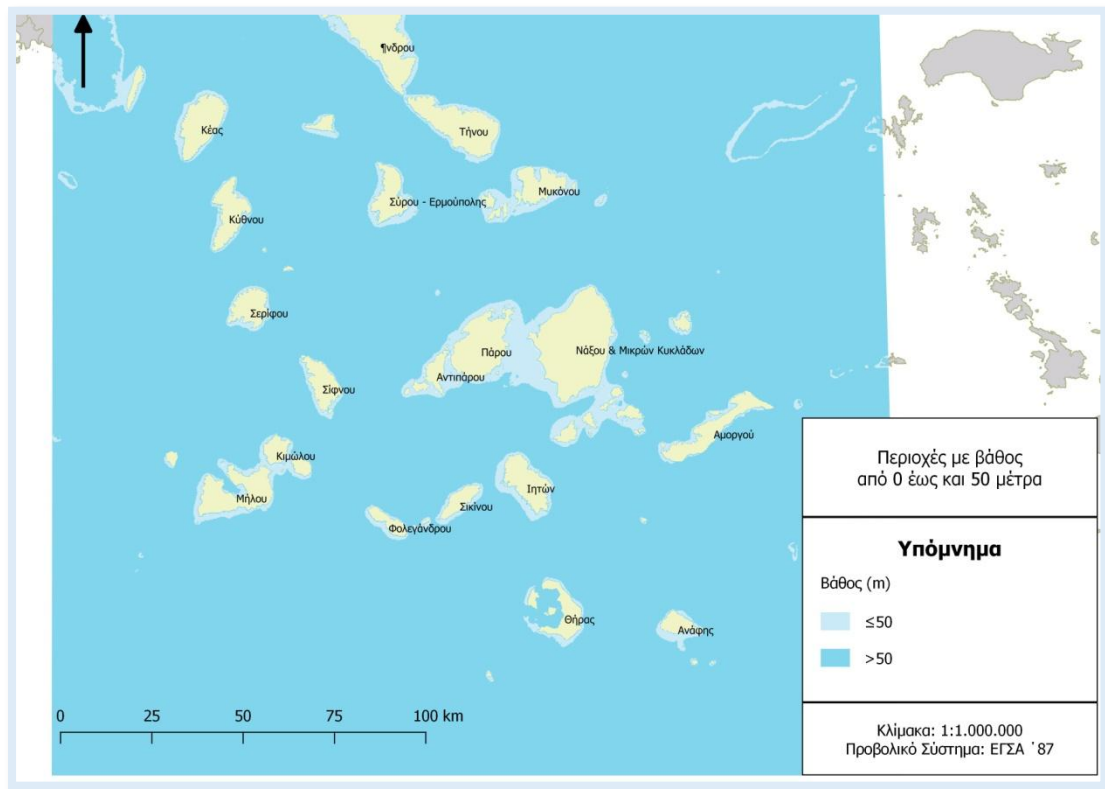 ¶νδρου
Κέας
Τήνου
Μυκόνου
Σύρου - Ερμούπολης
Κύθνου
Σερίφου
Πάρου
Νάξου & Μικρών Κυκλάδων
Αντιπάρου
Σίφνου
Αμοργού
Κιμώλου
Μήλου
Ιητών
Σικίνου
Φολεγάνδρου
Θήρας
Ανάφης
Περιοχές με βάθος
από 0 έως και 50 μέτρα
Υπόμνημα
Βάθος (m)
≤50
>50
0 25 50 75 100 km
Κλίμακα: 1:1.000.000
Προβολικό Σύστημα: ΕΓΣΑ '87